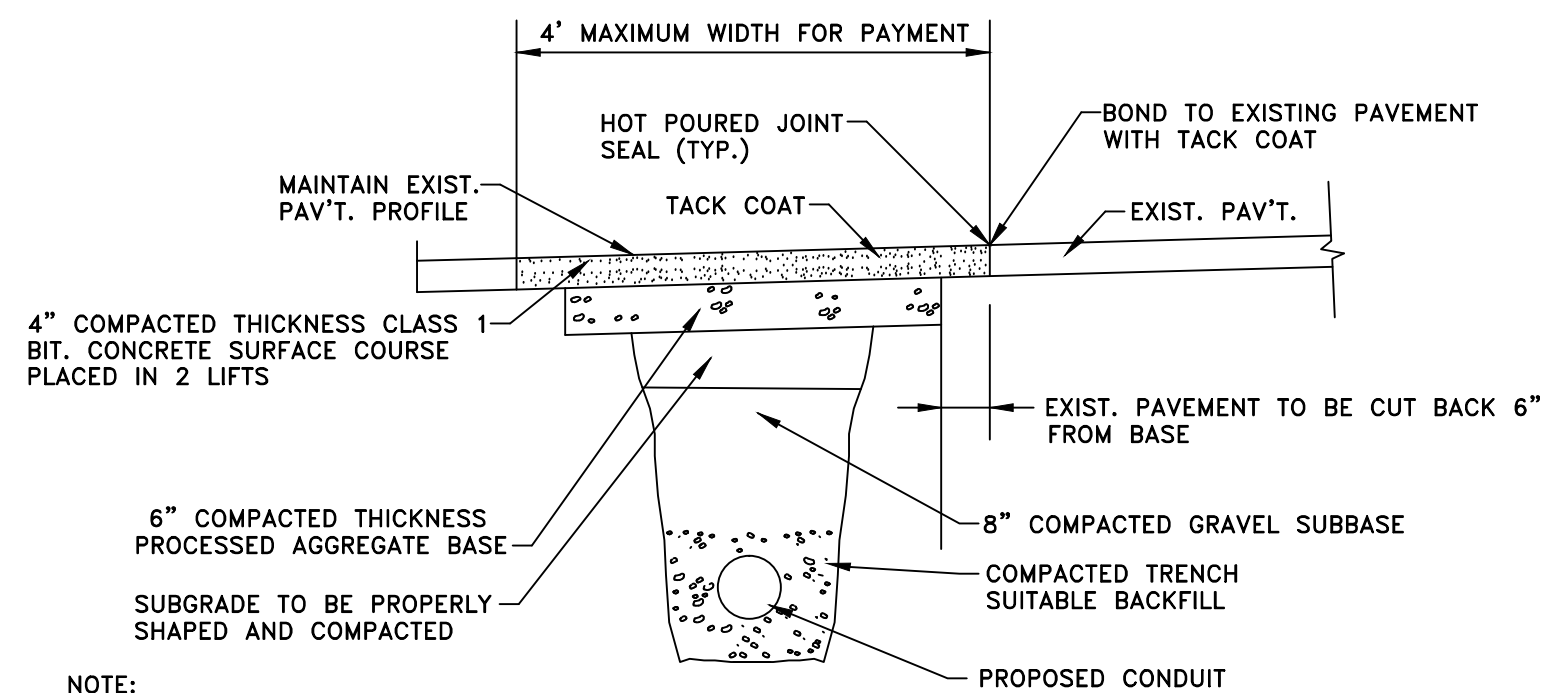 4' MAXIMUM WIDTH FOR PAYMENT
HOT POURED JOINT
SEAL (TYP.)
BOND TO EXISTING PAVEMENT
WITH TACK COAT
MAINTAIN EXIST.
PAV'T. PROFILE
TACK COAT
EXIST. PAV'T.
4" COMPACTED THICKNESS CLASS 1
BIT. CONCRETE SURFACE COURSE
PLACED IN 2 LIFTS
EXIST. PAVEMENT TO BE CUT BACK 6"
FROM BASE
6" COMPACTED THICKNESS
PROCESSED AGGREGATE BASE
8" COMPACTED GRAVEL SUBBASE
COMPACTED TRENCH
SUITABLE BACKFILL
SUBGRADE TO BE PROPERLY
SHAPED AND COMPACTED
PROPOSED CONDUIT
NOTE: